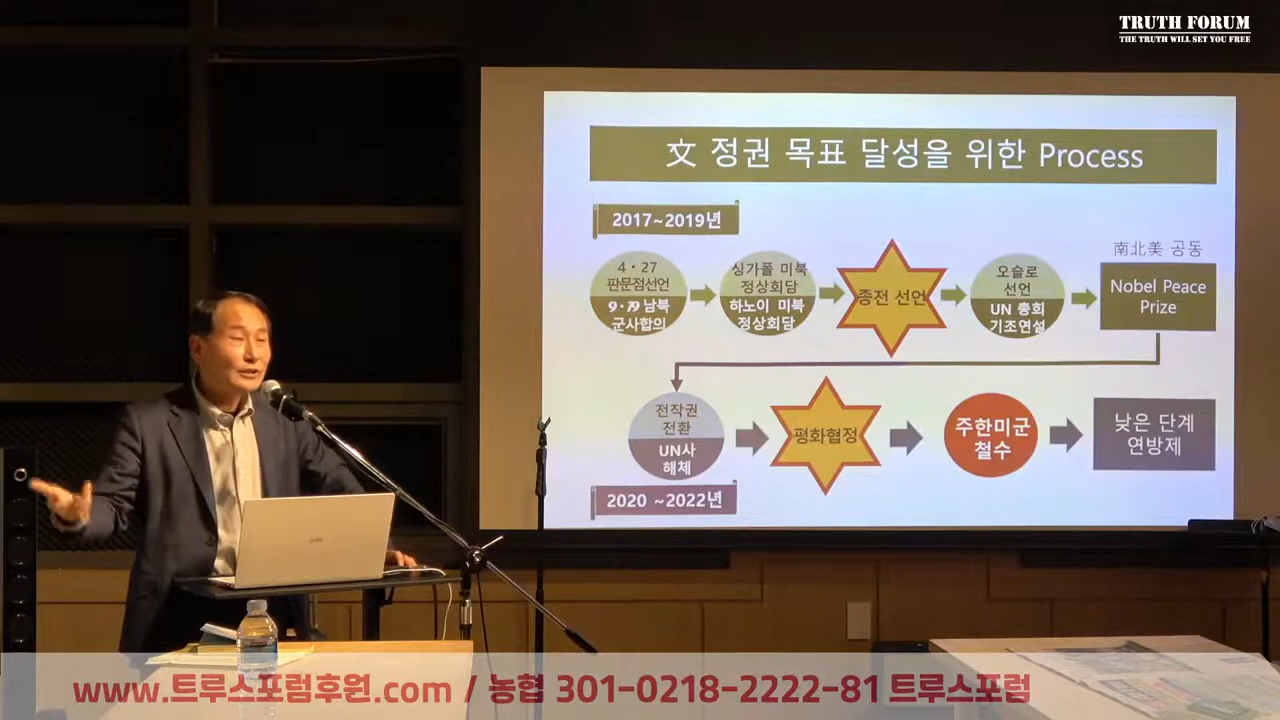 TRUTH FORUM
THE TRUTH WILL SET YOU FREE
文 정권 목표 달성을 위한 Process
2017~2019년
4·27
판문점선언
9·19 남북
군사합의
싱가폴 미북
정상회담
하노이 미북
정상회담
종전 선언
오슬로
선언
UN 총회
기조연설
南北美 공동
Nobel Peace
Prize
전작권
전환
UN사
해체
평화협정
주한미군
철수
낮은 단계
연방제
2020 ~2022년
www.트루스포럼후원.com / 농협 301-0218-2222-81 트루스포럼